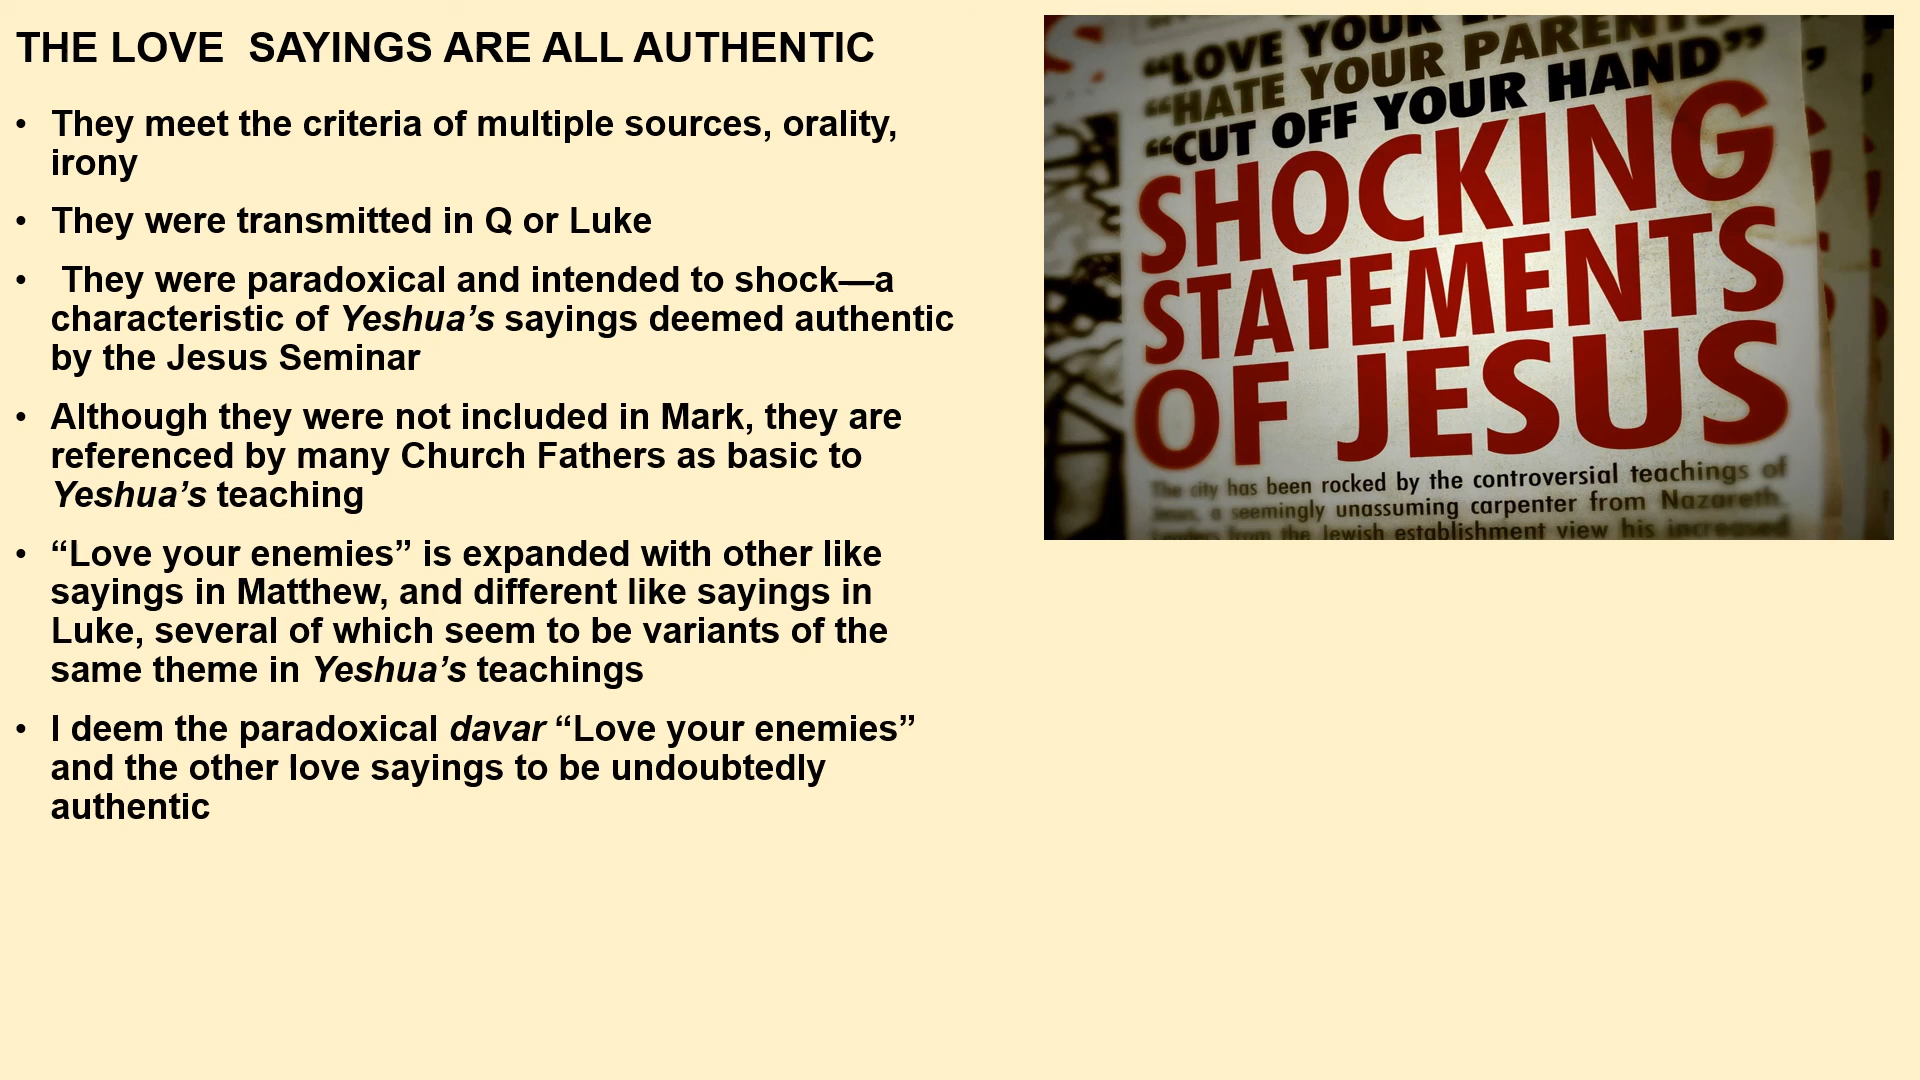 THE LOVE  SAYINGS ARE ALL AUTHENTIC
• They meet the criteria of multiple sources, orality,
irony
• They were transmitted in Q or Luke
•  They were paradoxical and intended to shock—a
characteristic of Yeshua’s sayings deemed authentic
by the Jesus Seminar
• Although they were not included in Mark, they are
referenced by many Church Fathers as basic to
Yeshua’s teaching
• “Love your enemies” is expanded with other like
sayings in Matthew, and different like sayings in
Luke, several of which seem to be variants of the
same theme in Yeshua’s teachings
• I deem the paradoxical davar “Love your enemies”
and the other love sayings to be undoubtedly
authentic
“LOVE YOUR
“HATE YOUR PARENTS
“CUT OFF YOUR HAND”
SHOCKING
STATEMENTS
OF JESUS
The city has been rocked by the controversial teachings of
Jesus, a seemingly unassuming carpenter from Nazareth.
Leaders from the Jewish establishment view his increased